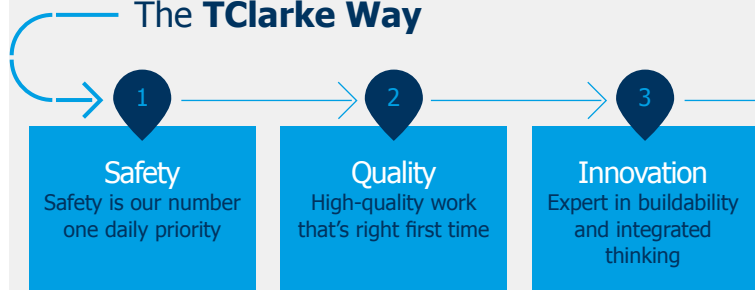 The TClarke Way
1
2
3
Safety
Safety is our number
one daily priority
Quality
High-quality work
that's right first time
Innovation
Expert in buildability
and integrated
thinking